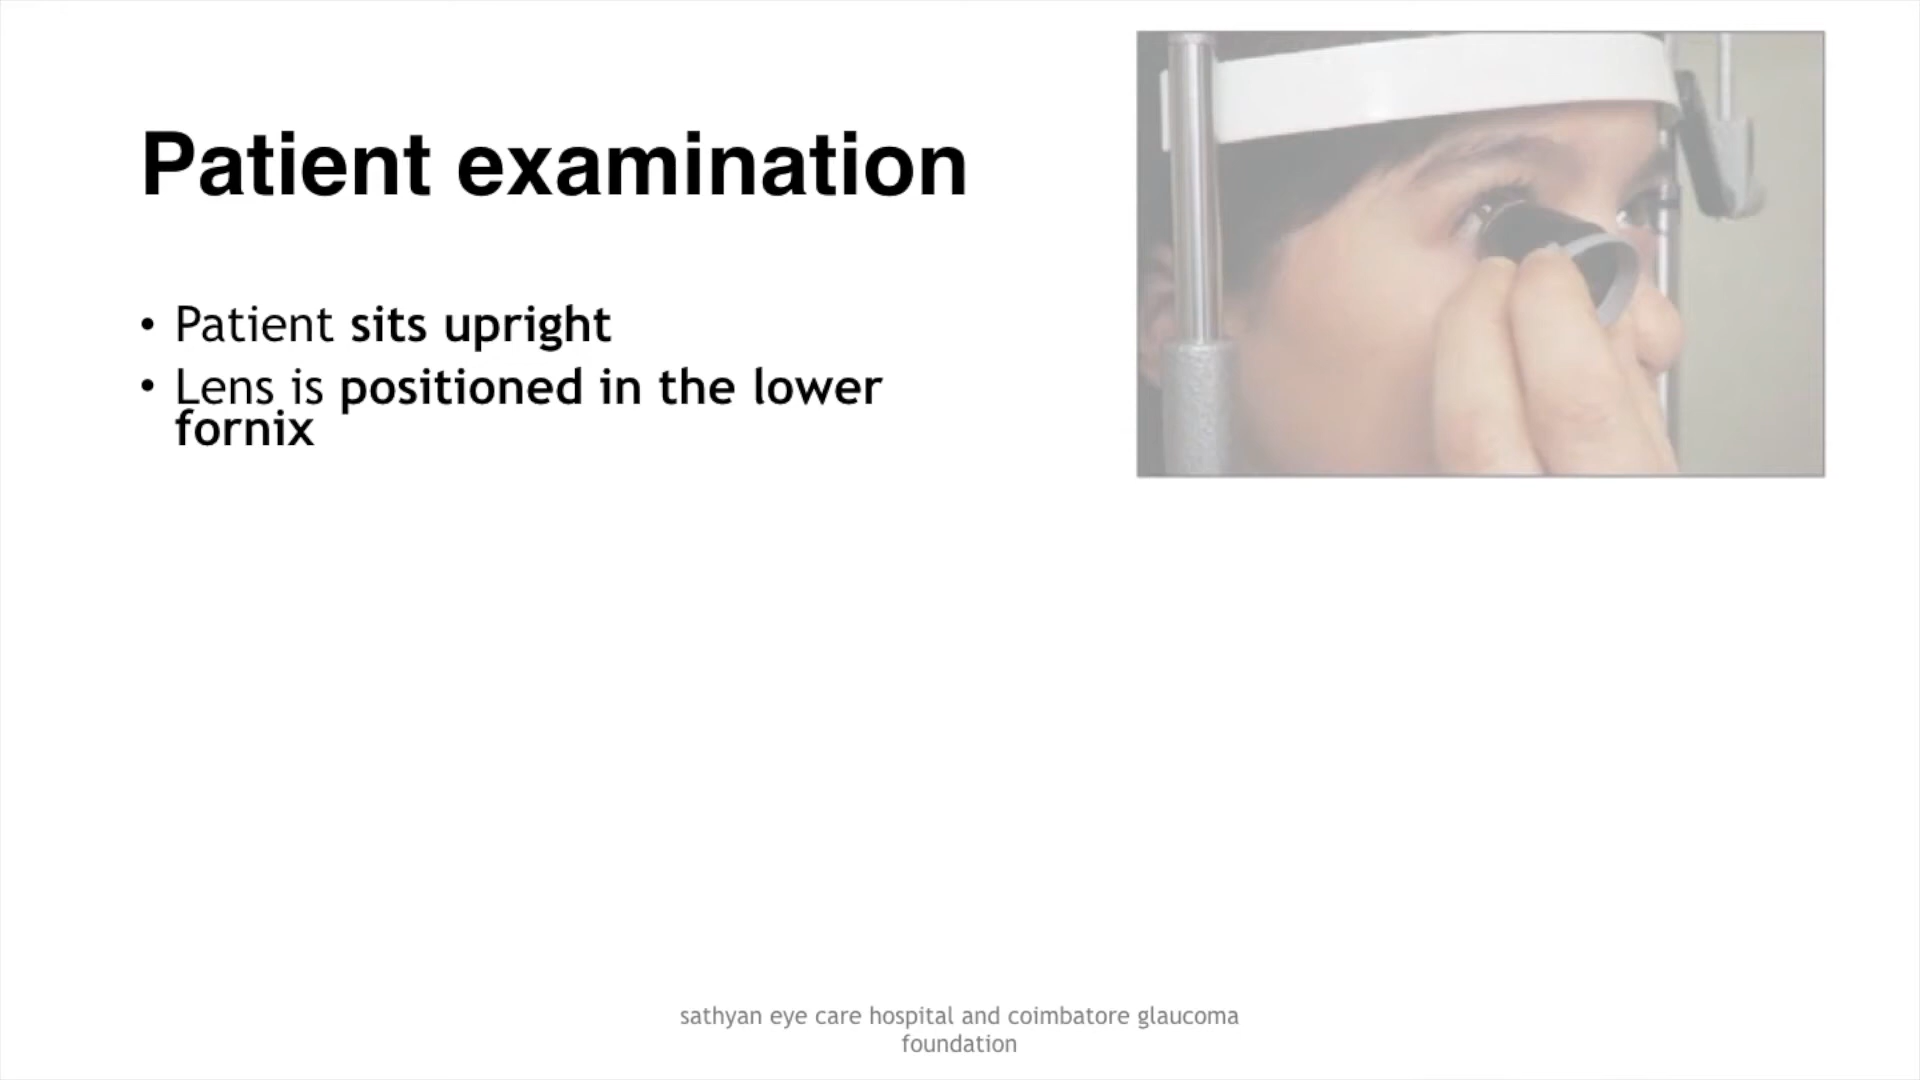 Patient examination
• Patient sits upright
• Lens is positioned in the lower
fornix
sathyan eye care hospital and coimbatore glaucoma
foundation